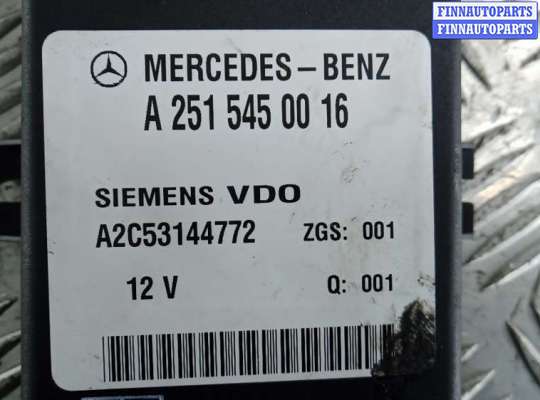 FINNAUTOPARTS
FINNAUTOPARTS
MERCEDES-BENZ
A 251 545 00 16
SIEMENS VDO
A2C53144772 ZGS: 001
12 V Q: 001